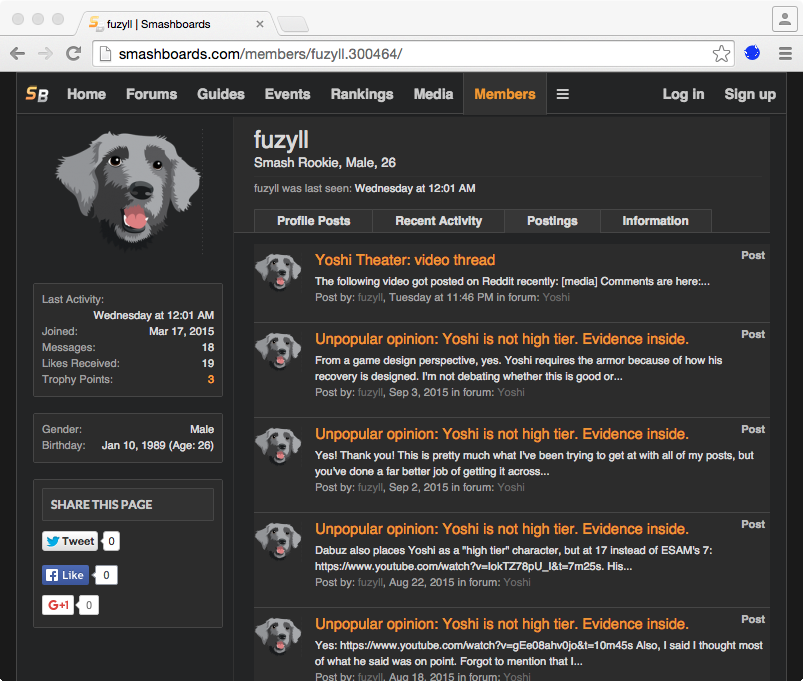 fuzyll | Smashboards
smashboards.com/members/fuzyll.300464/
SB Home Forums Guides Events Rankings Media Members Log in Sign up
fuzyll
Smash Rookie, Male, 26
fuzyll was last seen: Wednesday at 12:01 AM
Profile Posts Recent Activity Postings Information
Last Activity:
Wednesday at 12:01 AM
Joined: Mar 17, 2015
Messages: 18
Likes Received: 19
Trophy Points: 3
Gender: Male
Birthday: Jan 10, 1989 (Age: 26)
SHARE THIS PAGE
Tweet 0
Like 0
G+1 0
Yoshi Theater: video thread Post
The following video got posted on Reddit recently: [media] Comments are here:...
Post by: fuzyll, Tuesday at 11:46 PM in forum: Yoshi
Unpopular opinion: Yoshi is not high tier. Evidence inside. Post
From a game design perspective, yes. Yoshi requires the armor because of how his
recovery is designed. I'm not debating whether this is good or...
Post by: fuzyll, Sep 3, 2015 in forum: Yoshi
Unpopular opinion: Yoshi is not high tier. Evidence inside. Post
Yes! Thank you! This is pretty much what I've been trying to get at with all of my posts, but
you've done a far better job of getting it across...
Post by: fuzyll, Sep 2, 2015 in forum: Yoshi
Unpopular opinion: Yoshi is not high tier. Evidence inside. Post
Dabuz also places Yoshi as a "high tier" character, but at 17 instead of ESAM's 7:
https://www.youtube.com/watch?v=lokTZ78pU_I&t=7m25s. His...
Post by: fuzyll, Aug 22, 2015 in forum: Yoshi
Unpopular opinion: Yoshi is not high tier. Evidence inside. Post
Yes: https://www.youtube.com/watch?v=gEe08ahv0jo&t=10m45s Also, I said I thought most
of what he said was on point. Forgot to mention that I...
Post by: fuzyll, Aug 18, 2015 in forum: Yoshi